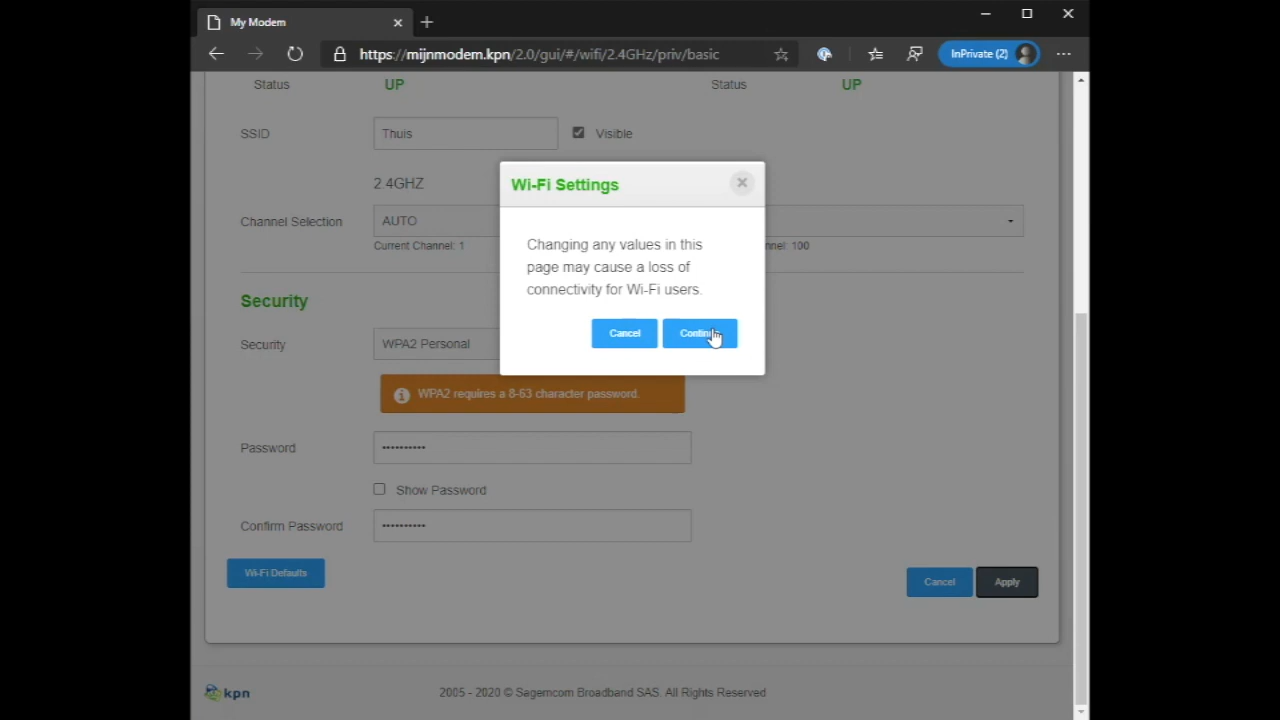 My Modem
https://mijnmodem.kpn/2.0/gui/#/wifi/2.4GHz/priv/basic
InPrivate (2)
Status UP Status UP
SSID Thuis Visible
2.4GHZ
Channel Selection AUTO
Current Channel: 1 nnel: 100
Wi-Fi Settings
Changing any values in this
page may cause a loss of
connectivity for Wi-Fi users.
Cancel
Security
Security WPA2 Personal
WPA2 requires a 8-63 character password.
Password ••••••••••
Show Password
Confirm Password ••••••••••
Wi-Fi Defaults
Cancel Apply
kpn
2005 - 2020 © Sagemcom Broadband SAS. All Rights Reserved